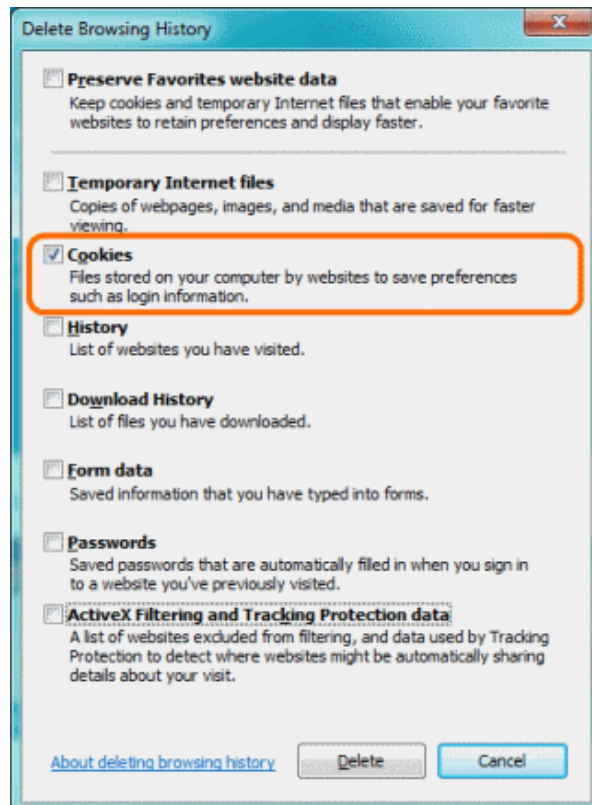 Delete Browsing History
Preserve Favorites website data
Keep cookies and temporary Internet files that enable your favorite
websites to retain preferences and display faster.
Temporary Internet files
Copies of webpages, images, and media that are saved for faster
viewing.
Cookies
Files stored on your computer by websites to save preferences
such as login information.
History
List of websites you have visited.
Download History
List of files you have downloaded.
Form data
Saved information that you have typed into forms.
Passwords
Saved passwords that are automatically filled in when you sign in
to a website you've previously visited.
ActiveX Filtering and Tracking Protection data
A list of websites excluded from filtering, and data used by Tracking
Protection to detect where websites might be automatically sharing
details about your visit.
About deleting browsing history Delete Cancel